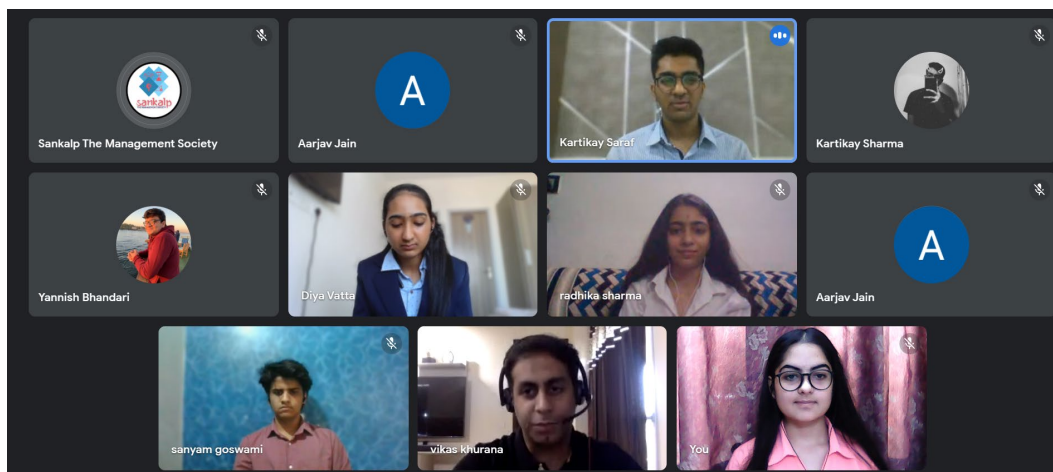 sankalp
Sankalp The Management Society
A
Aarjav Jain
Kartikay Saraf
Kartikay Sharma
Yannish Bhandari
Diya Vatta
radhika sharma
A
Aarjav Jain
sanyam goswami
vikas khurana
You